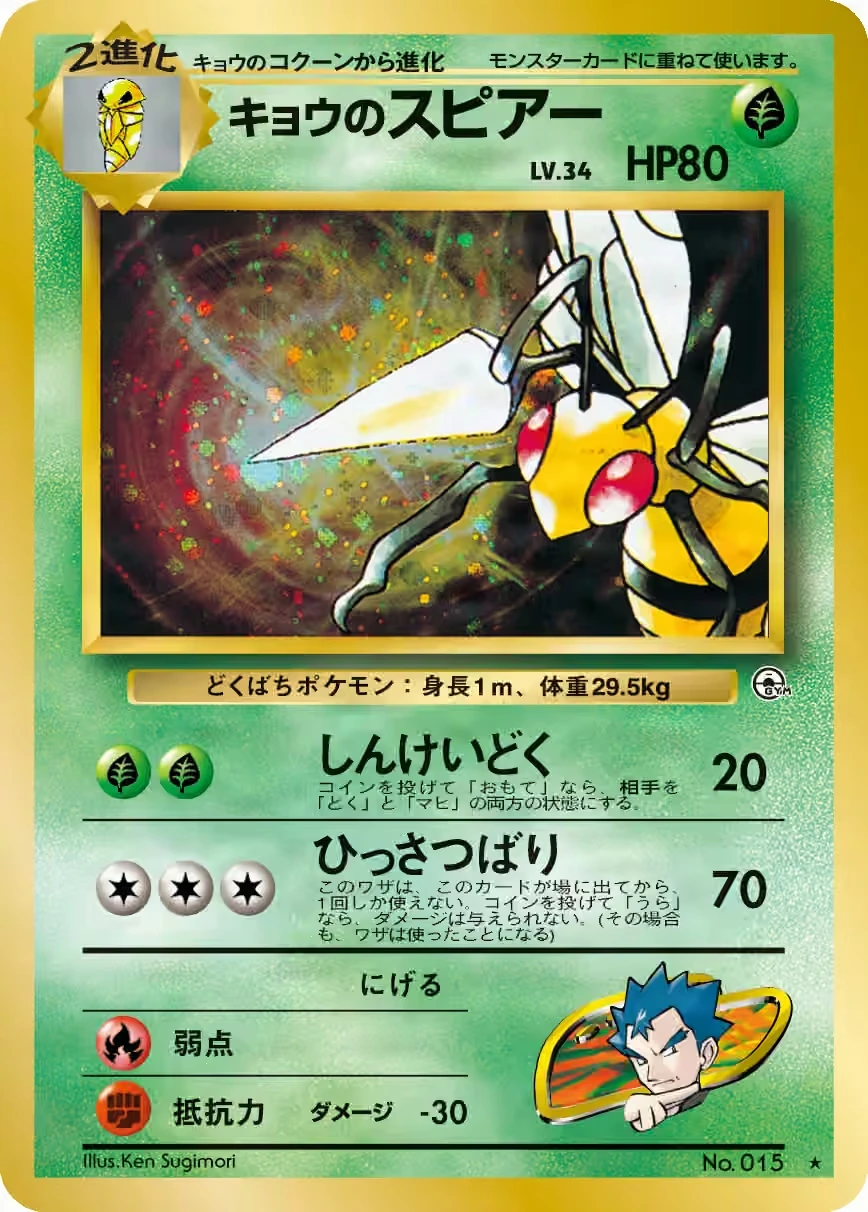 2進化
キョウのコクーンから進化
モンスターカードに重ねて使います。
キョウのスピアー
LV.34 HP80
どくばちポケモン：身長1m、体重29.5kg
GYM
しんけいどく 20
コインを投げて「おもて」なら、相手を
「どく」と「マヒ」の両方の状態にする。
ひっさつばり 70
このワザは、このカードが場に出てから、
1回しか使えない。コインを投げて「うら」
なら、ダメージは与えられない。(その場合
も、ワザは使ったことになる)
にげる
弱点
抵抗力 ダメージ -30
Illus.Ken Sugimori
No. 015 ★